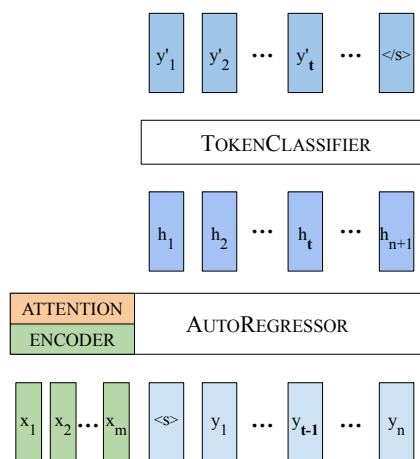 y'1 y'2 ... y't ... </s>
TOKENCLASSIFIER
h1 h2 ... ht ... hn+1
ATTENTION
ENCODER
AUTOREGRESSOR
x1 x2 ... xm <s> y1 ... yt-1 ... yn